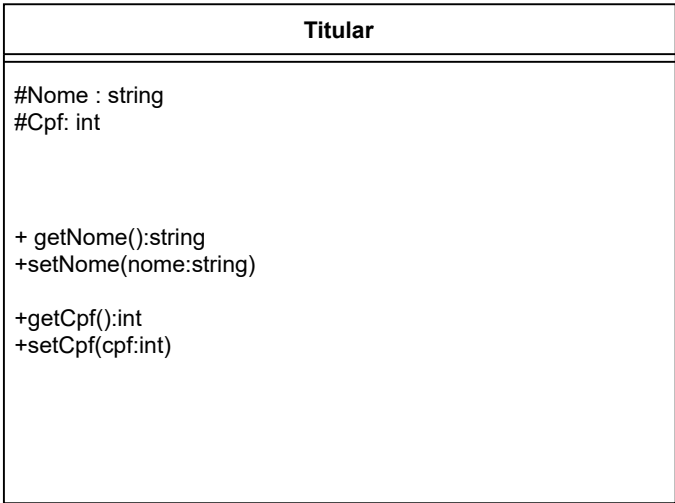 Titular
#Nome : string
#Cpf: int
+ getNome():string
+setNome(nome:string)
+getCpf():int
+setCpf(cpf:int)